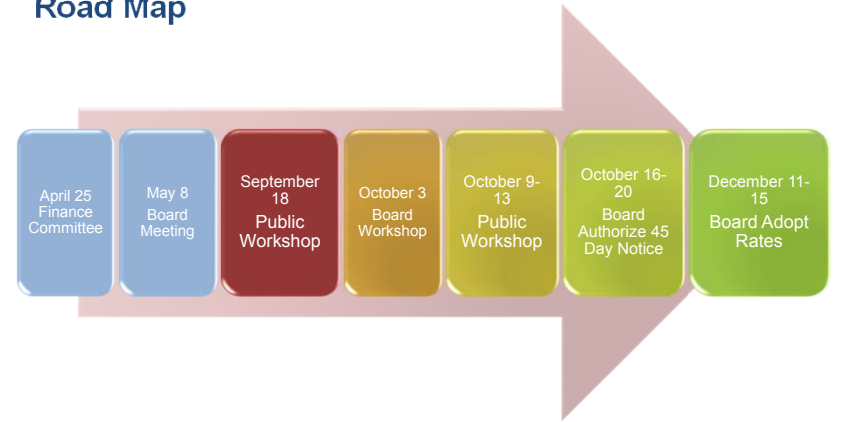 Road Map
April 25
Finance
Committee
May 8
Board
Meeting
September
18
Public
Workshop
October 3
Board
Workshop
October 9-
13
Public
Workshop
October 16-
20
Board
Authorize 45
Day Notice
December 11-
15
Board Adopt
Rates